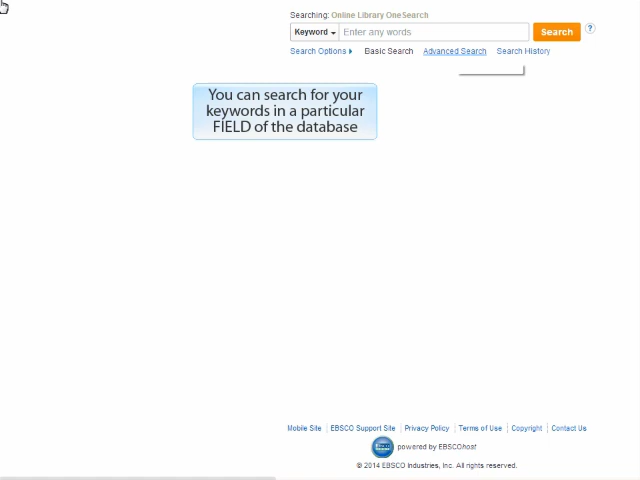 Searching: Online Library OneSearch
Keyword Enter any words Search ?
Search Options Basic Search Advanced Search Search History
You can search for your
keywords in a particular
FIELD of the database
Mobile Site EBSCO Support Site Privacy Policy Terms of Use Copyright Contact Us
powered by EBSCOhost
© 2014 EBSCO Industries, Inc. All rights reserved.